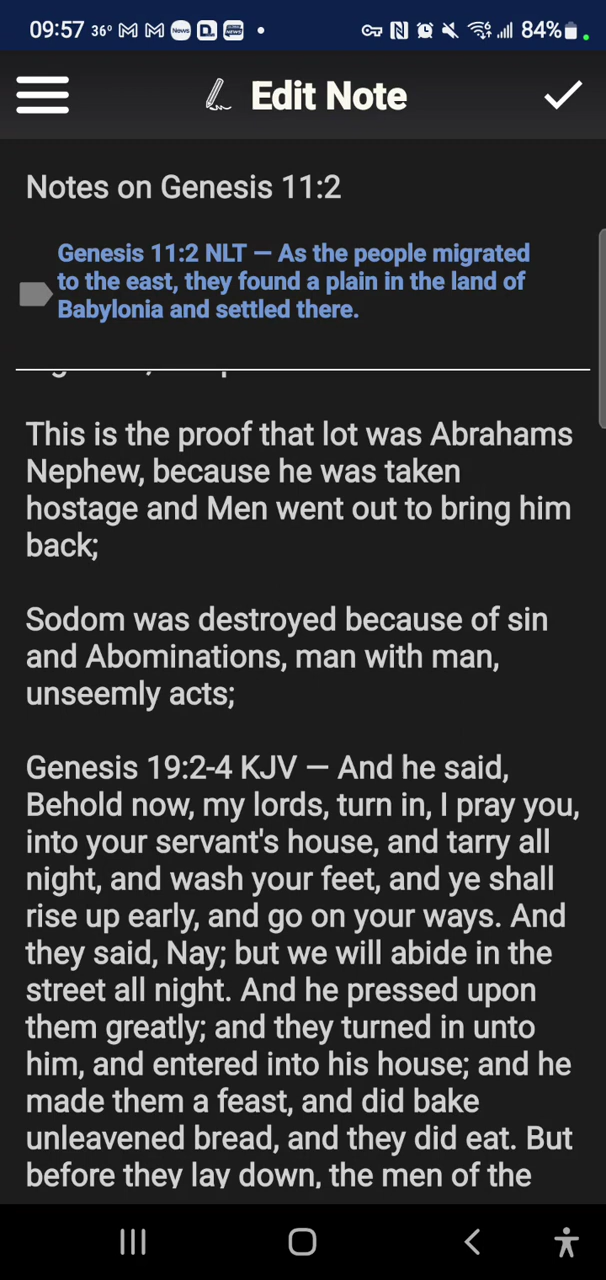 09:57 36° News 84%
Edit Note
Notes on Genesis 11:2
Genesis 11:2 NLT — As the people migrated
to the east, they found a plain in the land of
Babylonia and settled there.
This is the proof that lot was Abrahams
Nephew, because he was taken
hostage and Men went out to bring him
back;
Sodom was destroyed because of sin
and Abominations, man with man,
unseemly acts;
Genesis 19:2-4 KJV — And he said,
Behold now, my lords, turn in, I pray you,
into your servant's house, and tarry all
night, and wash your feet, and ye shall
rise up early, and go on your ways. And
they said, Nay; but we will abide in the
street all night. And he pressed upon
them greatly; and they turned in unto
him, and entered into his house; and he
made them a feast, and did bake
unleavened bread, and they did eat. But
before they lay down, the men of the